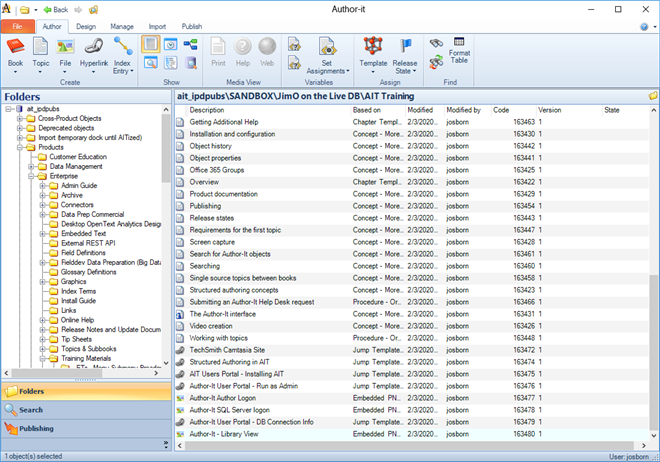 Author-it
File Author Design Manage Import Publish
Book Topic File Hyperlink Index Entry Print Help Web Set Assignments Template Release State Format Table
Create Show Media View Variables Assign Find
Folders
ait_ipdpubs\SANDBOX\JimO on the Live DB\AIT Training
ait_ipdpubs
Cross-Product Objects
Deprecated objects
Import (temporary dock until AITized)
Products
Customer Education
Data Management
Enterprise
Admin Guide
Archive
Connectors
Data Prep Commercial
Desktop OpenText Analytics Design
Embedded Text
External REST API
Field Definitions
Fielddev Data Preparation (Big Data
Glossary Definitions
Graphics
Index Terms
Install Guide
Links
Online Help
Release Notes and Update Docum
Tip Sheets
Topics & Subbooks
Training Materials
Folders
Search
Publishing
Description Based on Modified Modified by Code Version State
Getting Additional Help Chapter Templ... 2/3/2020... josborn 163463 1
Installation and configuration Concept - More... 2/3/2020... josborn 163430 1
Object history Concept - More... 2/3/2020... josborn 163442 1
Object properties Concept - More... 2/3/2020... josborn 163441 1
Office 365 Groups Concept - More... 2/3/2020... josborn 163425 1
Overview Chapter Templ... 2/3/2020... josborn 163422 1
Product documentation Concept - More... 2/3/2020... josborn 163429 1
Publishing Concept - More... 2/3/2020... josborn 163454 1
Release states Concept - More... 2/3/2020... josborn 163443 1
Requirements for the first topic Concept - More... 2/3/2020... josborn 163447 1
Screen capture Concept - More... 2/3/2020... josborn 163428 1
Search for Author-It objects Concept - More... 2/3/2020... josborn 163461 1
Searching Concept - More... 2/3/2020... josborn 163460 1
Single source topics between books Concept - More... 2/3/2020... josborn 163458 1
Structured authoring concepts Concept - More... 2/3/2020... josborn 163423 1
Submitting an Author-It Help Desk request Procedure - Or... 2/3/2020... josborn 163466 1
The Author-It interface Concept - More... 2/3/2020... josborn 163431 1
Video creation Concept - More... 2/3/2020... josborn 163426 1
Working with topics Procedure - Or... 2/3/2020... josborn 163448 1
TechSmith Camtasia Site Jump Template... 2/3/2020... josborn 163472 1
Structured Authoring in AIT Jump Template... 2/3/2020... josborn 163474 1
AIT Users Portal - Installing AIT Jump Template... 2/3/2020... josborn 163475 1
Author-It User Portal - Run as Admin Jump Template... 2/3/2020... josborn 163476 1
Author-It Author Logon Embedded PN... 2/3/2020... josborn 163477 1
Author-It SQL Server logon Embedded PN... 2/3/2020... josborn 163478 1
Author-It User Portal - DB Connection Info Jump Template... 2/3/2020... josborn 163479 1
Author-It - Library View Embedded PN... 2/3/2020... josborn 163480 1
1 object(s) selected
User: josborn